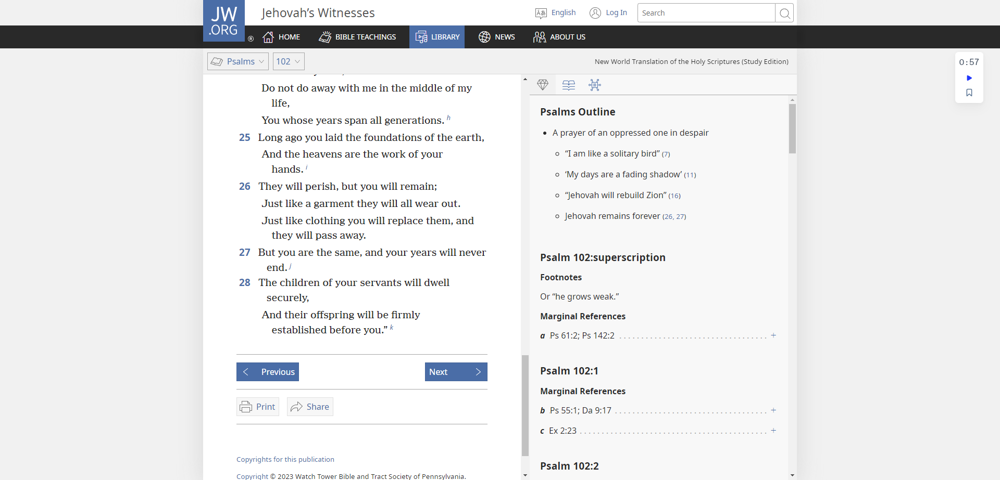 JW
.ORG
®
Jehovah’s Witnesses
English
Log In
Search
HOME
BIBLE TEACHINGS
LIBRARY
NEWS
ABOUT US
Psalms
102
New World Translation of the Holy Scriptures (Study Edition)
0:57
Do not do away with me in the middle of my
life,
You whose years span all generations. h
25 Long ago you laid the foundations of the earth,
And the heavens are the work of your
hands. i
26 They will perish, but you will remain;
Just like a garment they will all wear out.
Just like clothing you will replace them, and
they will pass away.
27 But you are the same, and your years will never
end. j
28 The children of your servants will dwell
securely,
And their offspring will be firmly
established before you.” k
Previous
Next
Print
Share
Copyrights for this publication
Copyright © 2023 Watch Tower Bible and Tract Society of Pennsylvania.
Psalms Outline
A prayer of an oppressed one in despair
“I am like a solitary bird” (7)
‘My days are a fading shadow’ (11)
“Jehovah will rebuild Zion” (16)
Jehovah remains forever (26, 27)
Psalm 102:superscription
Footnotes
Or “he grows weak.”
Marginal References
a Ps 61:2; Ps 142:2 +
Psalm 102:1
Marginal References
b Ps 55:1; Da 9:17 +
c Ex 2:23 +
Psalm 102:2